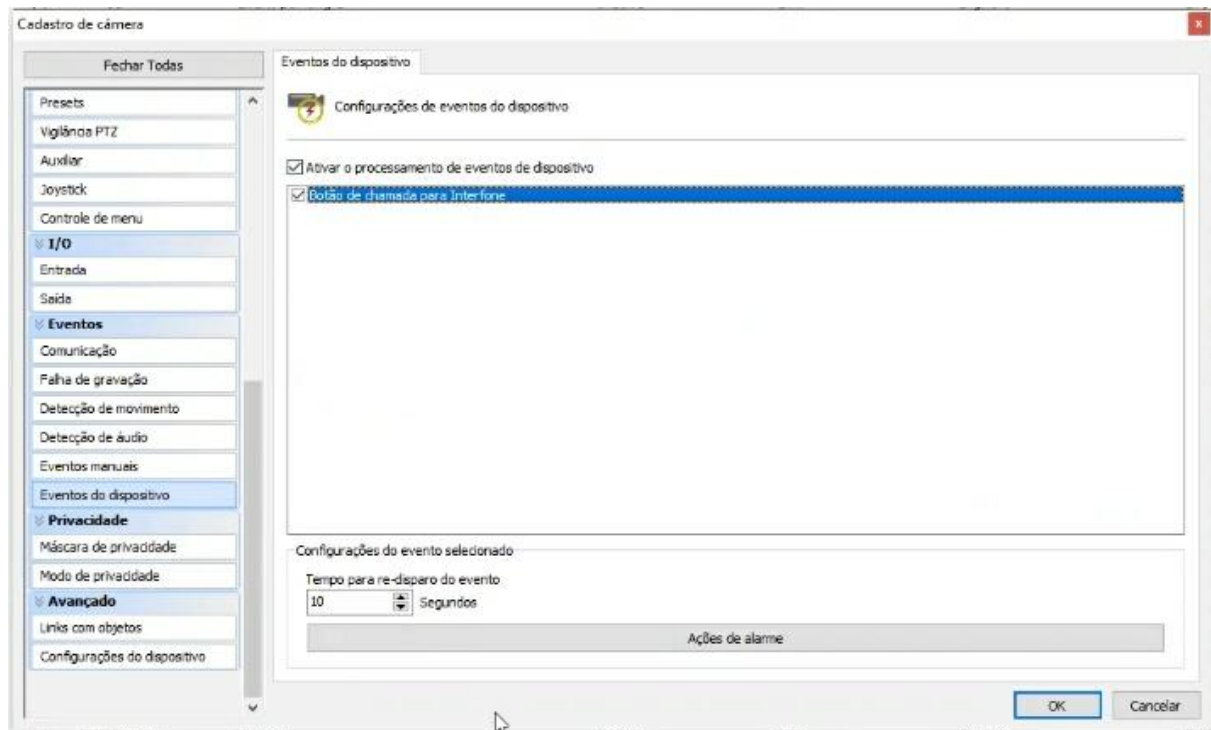 Cadastro de câmera
x
Fechar Todas
Presets
Vigilância PTZ
Auxiliar
Joystick
Controle de menu
I/O
Entrada
Saída
Eventos
Comunicação
Falha de gravação
Detecção de movimento
Detecção de áudio
Eventos manuais
Eventos do dispositivo
Privacidade
Máscara de privacidade
Modo de privacidade
Avançado
Links com objetos
Configurações do dispositivo
Eventos do dispositivo
Configurações de eventos do dispositivo
Ativar o processamento de eventos de dispositivo
Botão de chamada para Interfone
Configurações do evento selecionado
Tempo para re-disparo do evento
10 Segundos
Ações de alarme
OK Cancelar